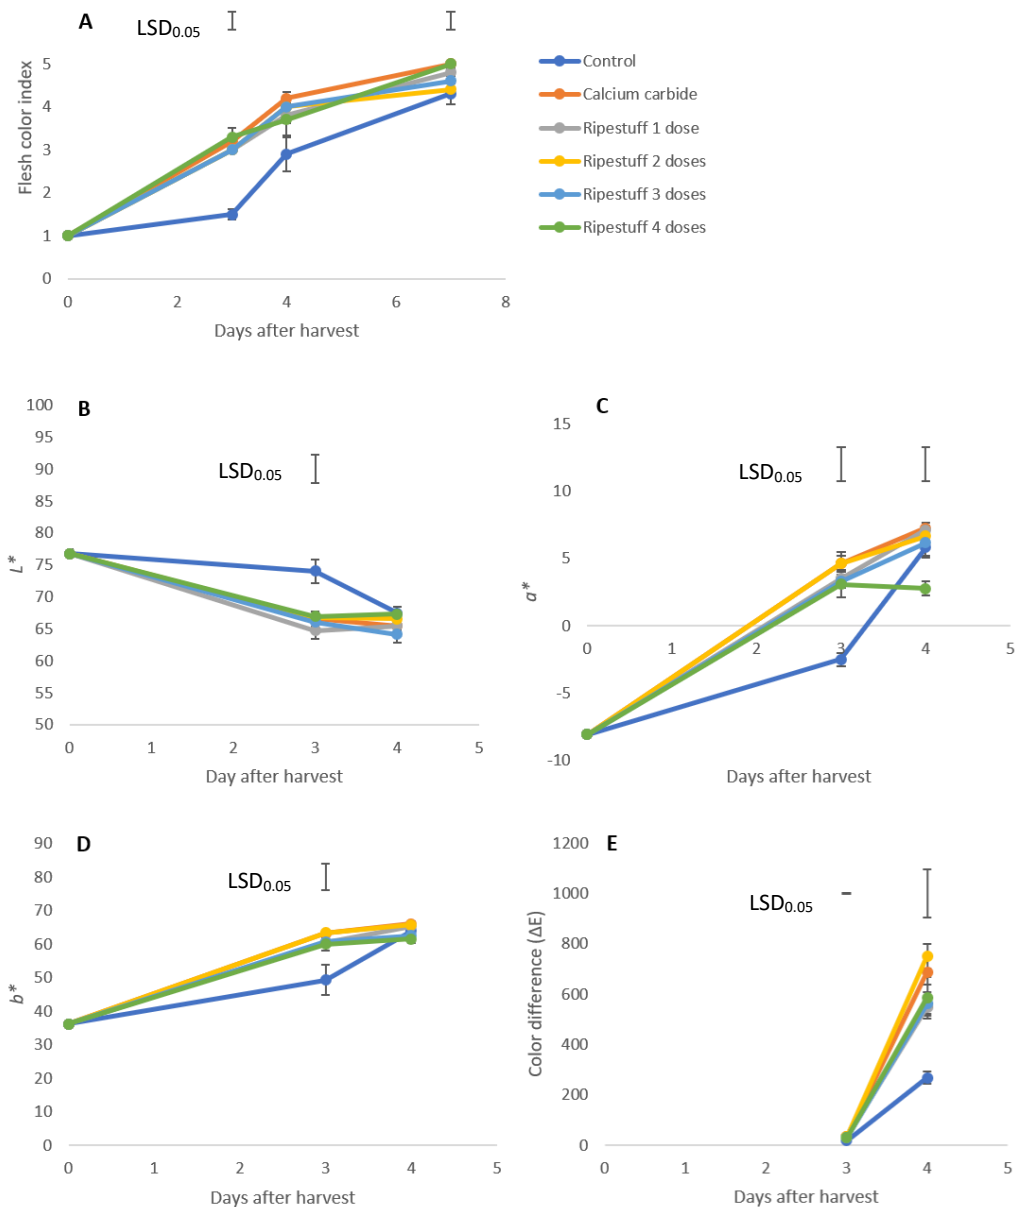 A
LSD0.05
5
4
3
2
1
0
Flesh color index
0 2 4 6 8
Days after harvest
Control
Calcium carbide
Ripestuff 1 dose
Ripestuff 2 doses
Ripestuff 3 doses
Ripestuff 4 doses
B
LSD0.05
100
95
90
85
80
75
70
65
60
55
50
L*
0 1 2 3 4 5
Day after harvest
C
LSD0.05
15
10
5
0
-5
-10
a*
0 1 2 3 4 5
Days after harvest
D
LSD0.05
90
80
70
60
50
40
30
20
10
0
b*
0 1 2 3 4 5
Days after harvest
E
LSD0.05
1200
1000
800
600
400
200
0
Color difference (ΔE)
0 1 2 3 4 5
Days after harvest